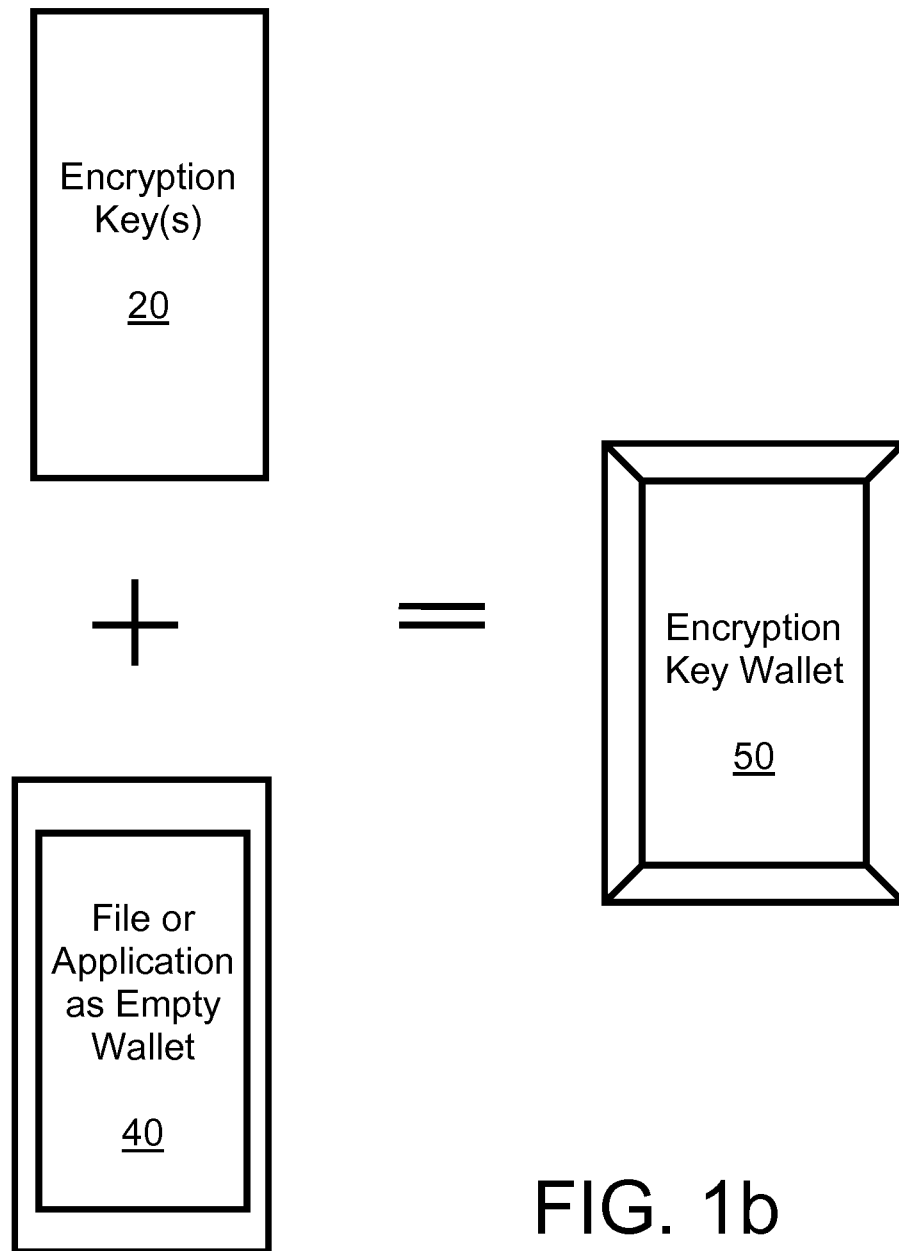 Encryption
Key(s)
20
+
=
Encryption
Key Wallet
50
File or
Application
as Empty
Wallet
40
FIG. 1b